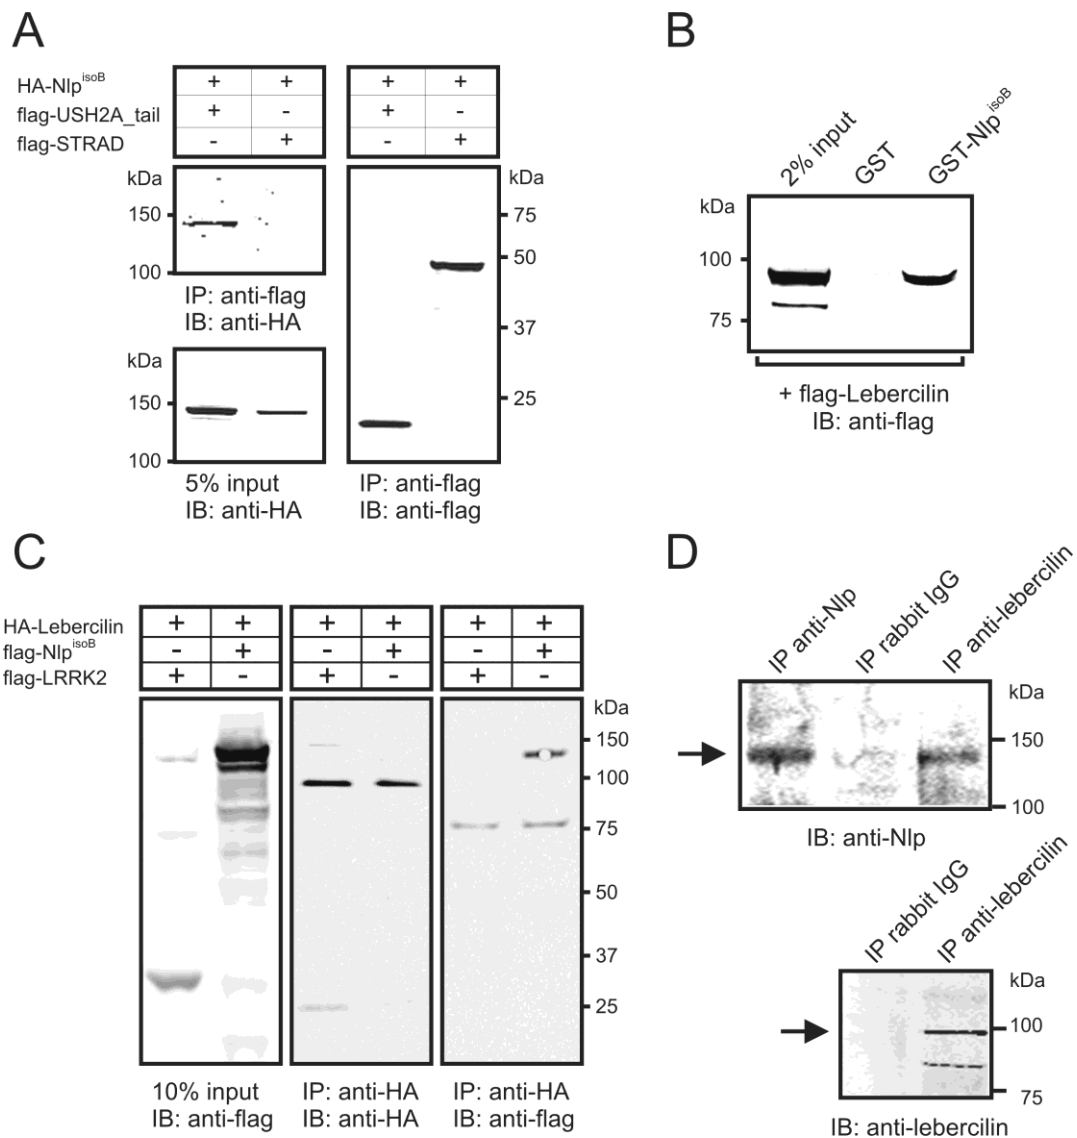 A
HA-Nlp^isoB + + + +
flag-USH2A_tail + - + -
flag-STRAD - + - +
kDa
150
100
IP: anti-flag
IB: anti-HA
kDa
150
100
5% input
IB: anti-HA
kDa
75
50
37
25
IP: anti-flag
IB: anti-flag
B
2% input
GST
GST-Nlp^isoB
kDa
100
75
+ flag-Lebercilin
IB: anti-flag
C
HA-Lebercilin + + + + + +
flag-Nlp^isoB - + - + - +
flag-LRRK2 + - + - + -
kDa
150
100
75
50
37
25
10% input
IB: anti-flag
IP: anti-HA
IB: anti-HA
IP: anti-HA
IB: anti-flag
D
IP anti-Nlp
IP rabbit IgG
IP anti-lebercilin
kDa
150
100
IB: anti-Nlp
IP rabbit IgG
IP anti-lebercilin
kDa
100
75
IB: anti-lebercilin